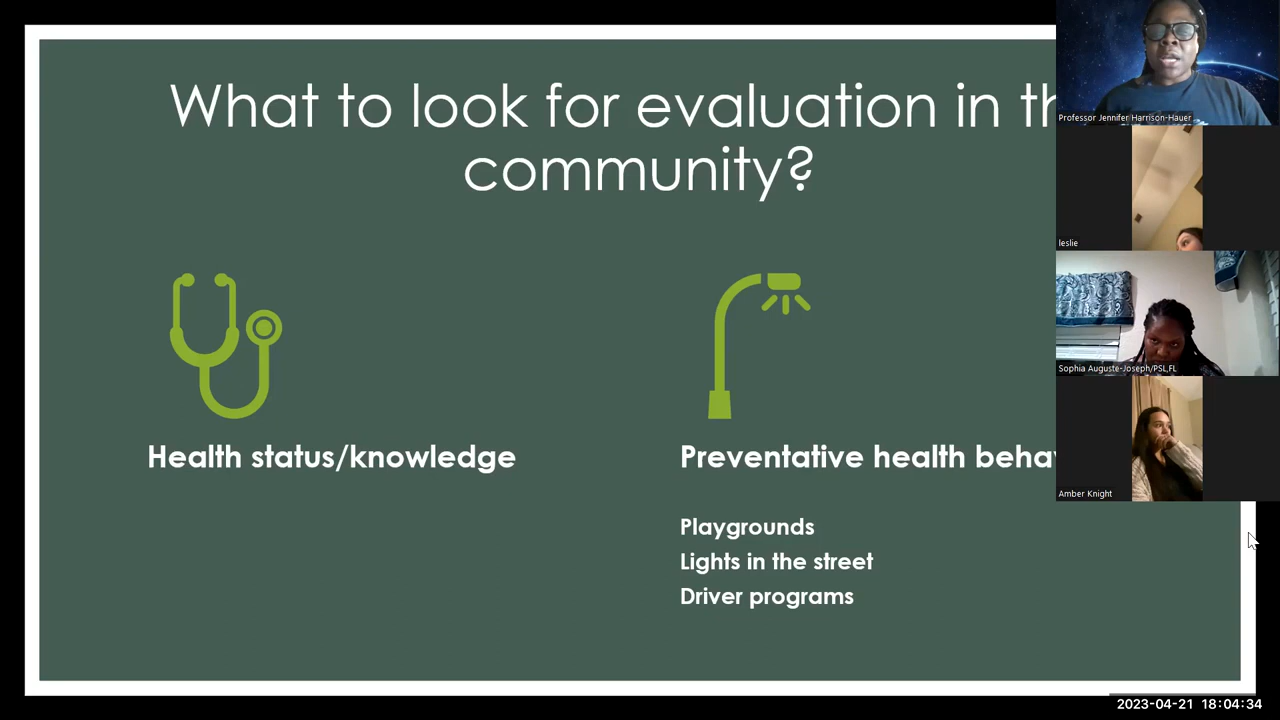 What to look for evaluation in th
community?
Health status/knowledge
Preventative health behav
Playgrounds
Lights in the street
Driver programs
Professor Jennifer Harrison-Hauer
leslie
Sophia Auguste-Joseph/PSL,FL
Amber Knight
2023-04-21 18:04:34